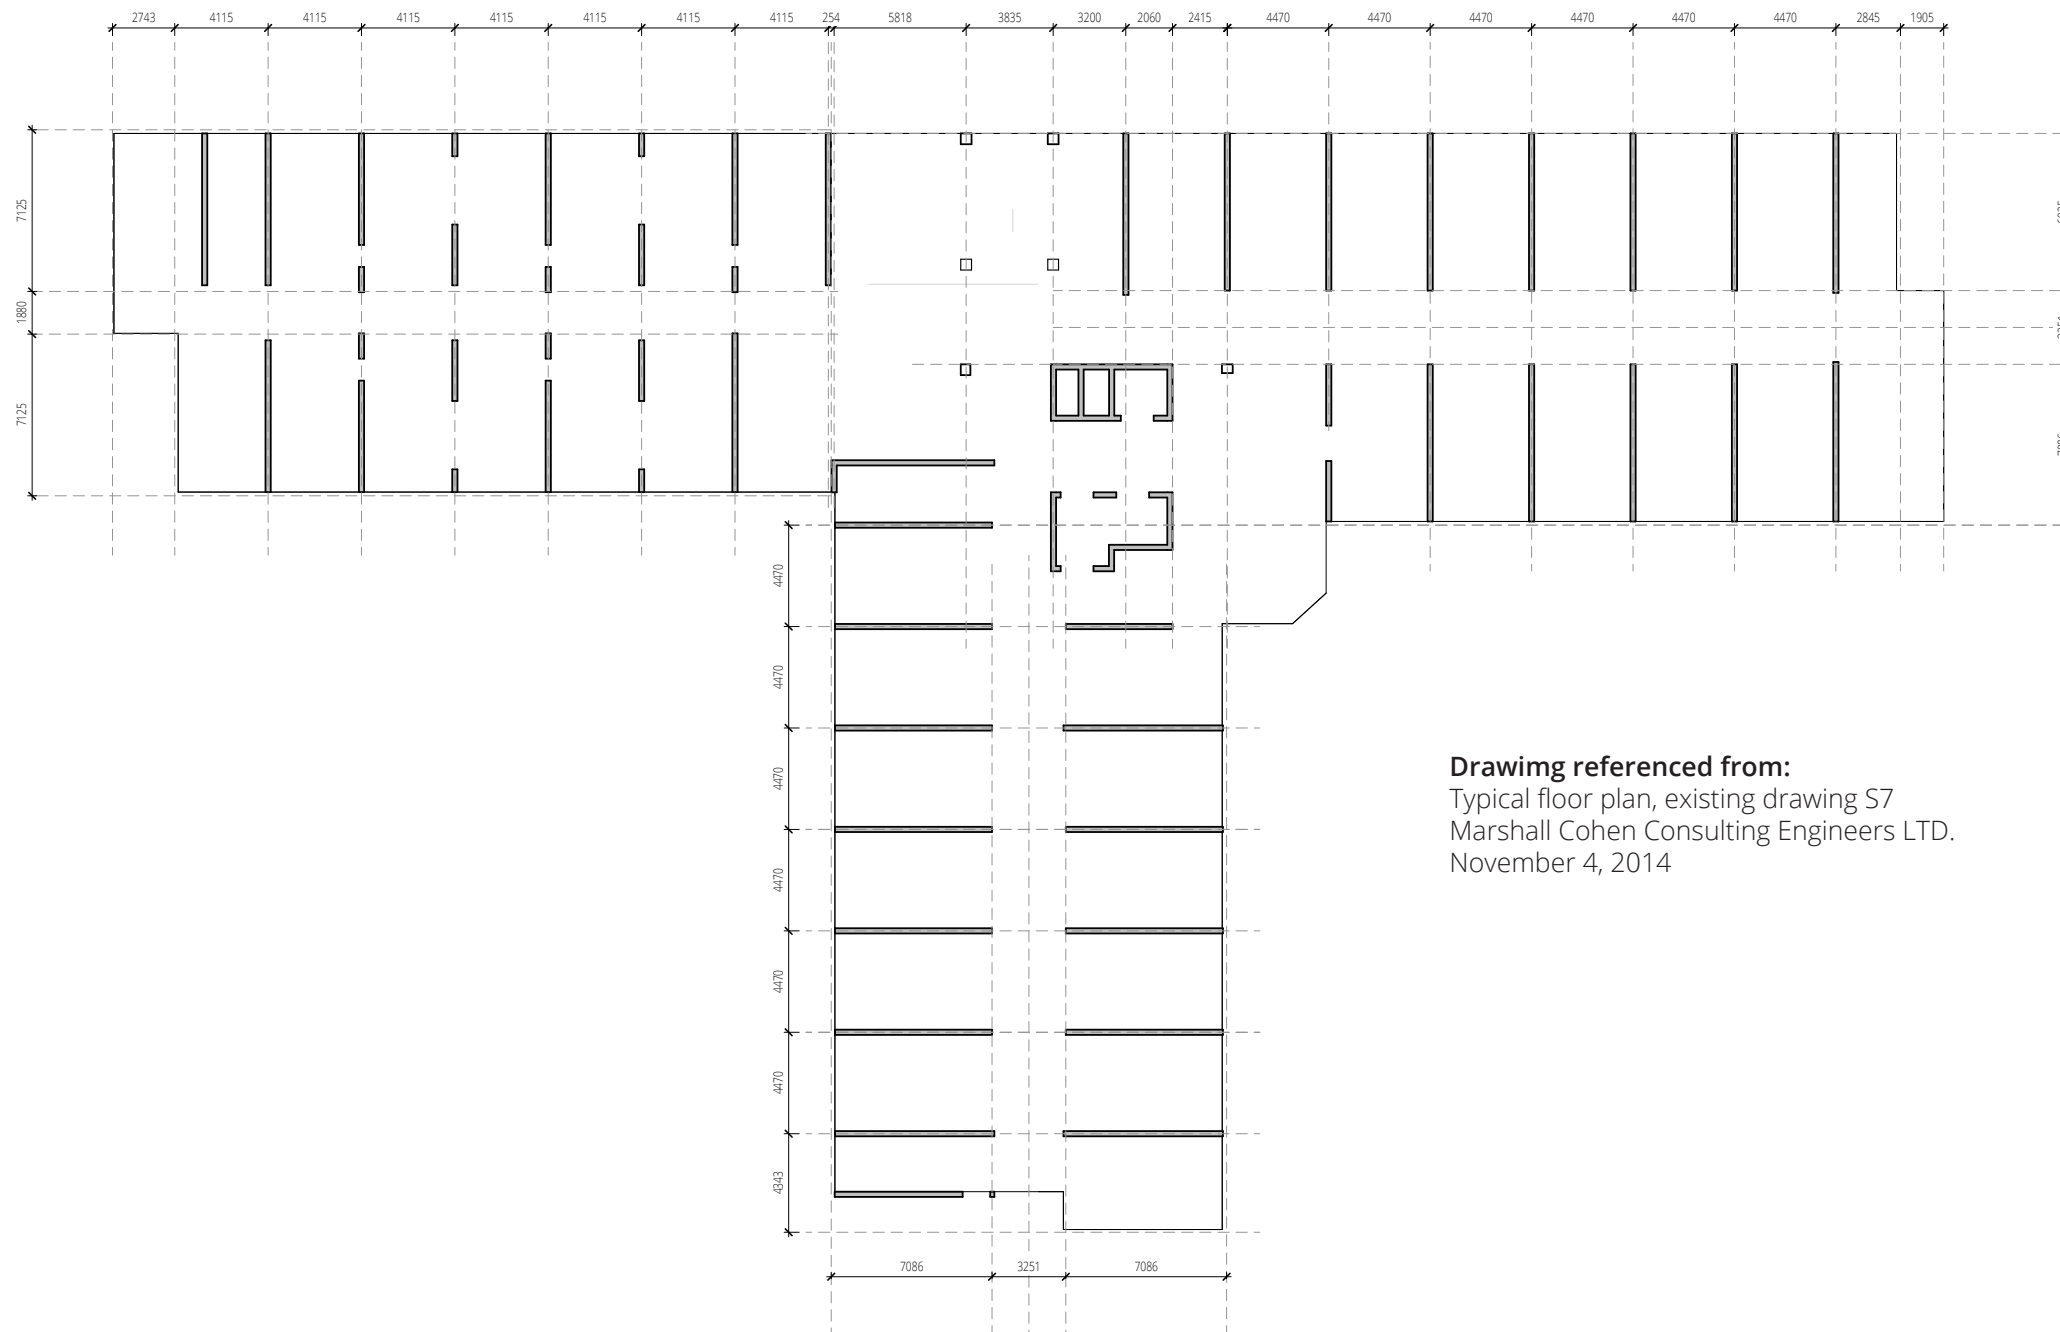 2743 4115 4115 4115 4115 4115 4115 4115 254 5818 3835 3200 2060 2415 4470 4470 4470 4470 4470 4470 2845 1905
7125
1880
7125
4470
4470
4470
4470
4470
4470
4343
7086 3251 7086
Drawimg referenced from:
Typical floor plan, existing drawing S7
Marshall Cohen Consulting Engineers LTD.
November 4, 2014